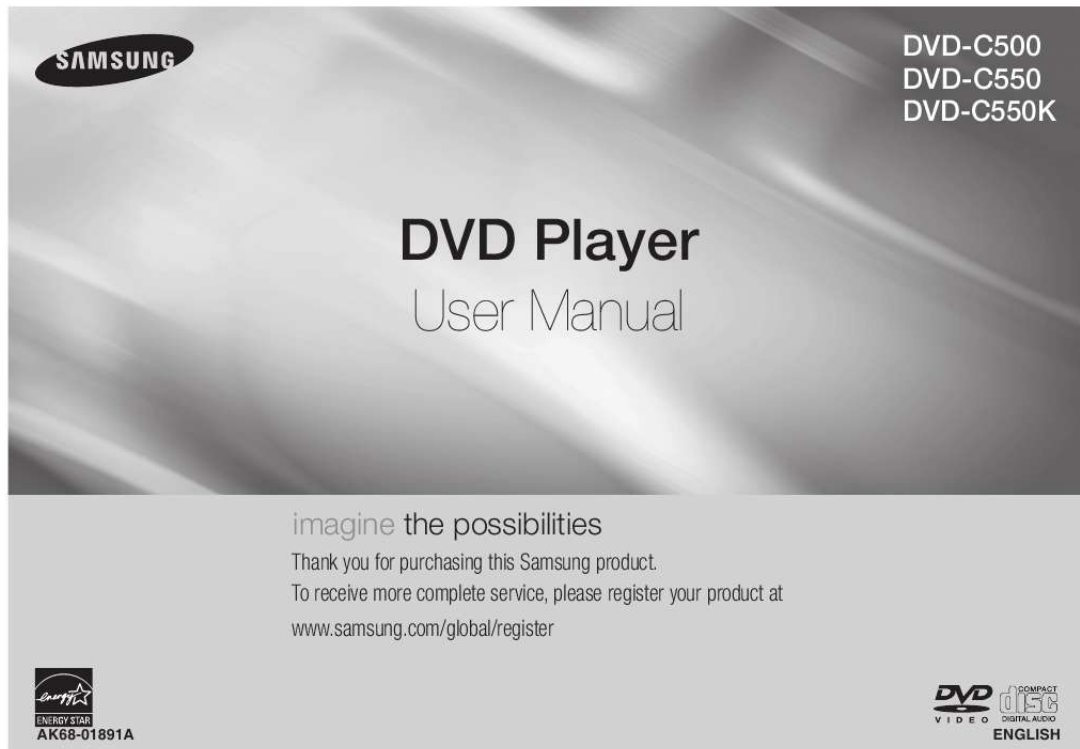 SAMSUNG
DVD-C500
DVD-C550
DVD-C550K
DVD Player
User Manual
imagine the possibilities
Thank you for purchasing this Samsung product.
To receive more complete service, please register your product at
www.samsung.com/global/register
energy
ENERGY STAR
AK68-01891A
DVD
VIDEO
COMPACT
disc
DIGITAL AUDIO
ENGLISH